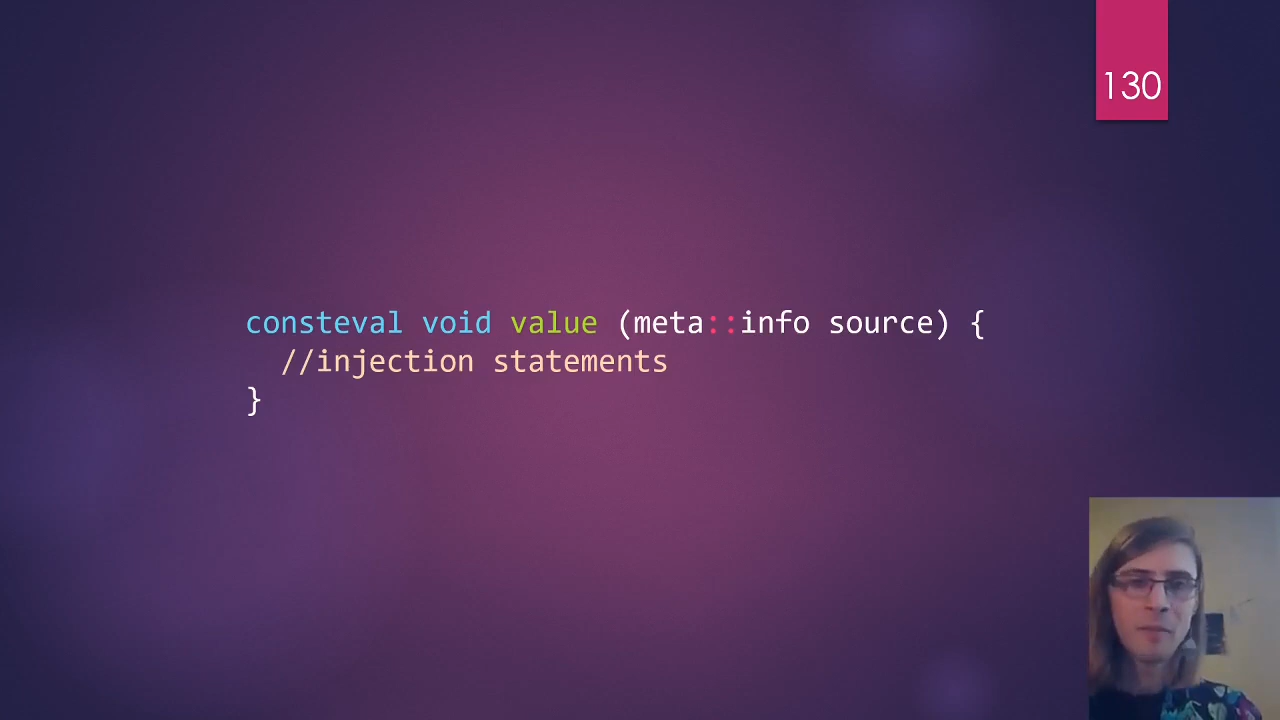 130
consteval void value (meta::info source) {
  //injection statements
}